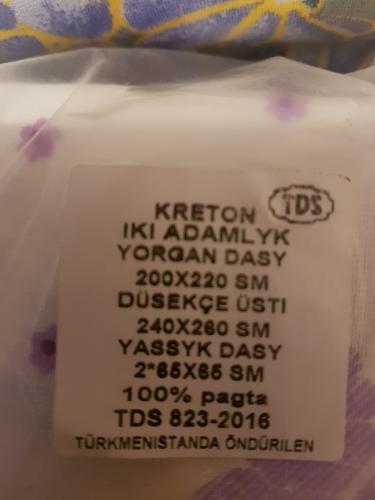 KRETON TDS
IKI ADAMLYK
YORGAN DASY
200X220 SM
DÜSEKÇE ÜSTI
240X260 SM
YASSYK DASY
2*65X65 SM
100% pagta
TDS 823-2016
TÜRKMENISTANDA ÖNDÜRILEN